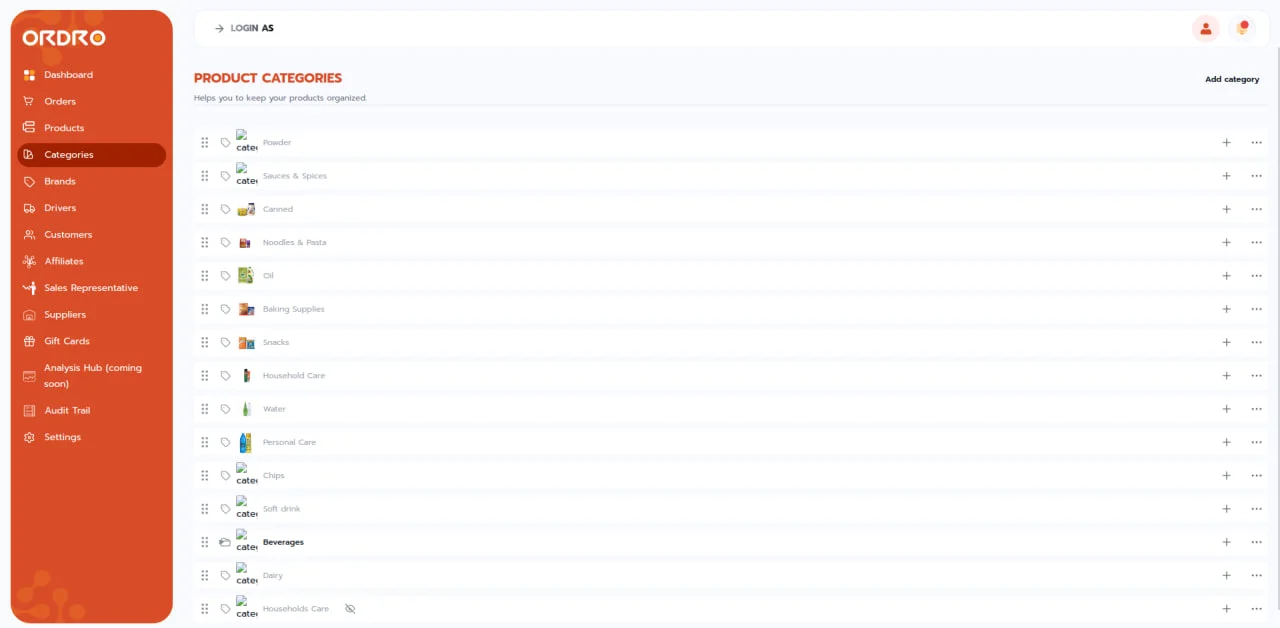 ORDRO
Dashboard
Orders
Products
Categories
Brands
Drivers
Customers
Affiliates
Sales Representative
Suppliers
Gift Cards
Analysis Hub (coming
soon)
Audit Trail
Settings
LOGIN AS
PRODUCT CATEGORIES
Add category
Helps you to keep your products organized.
cate Powder
cate Sauces & Spices
Canned
Noodles & Pasta
Oil
Baking Supplies
Snacks
Household Care
Water
Personal Care
cate Chips
cate Soft drink
cate Beverages
cate Dairy
cate Households Care